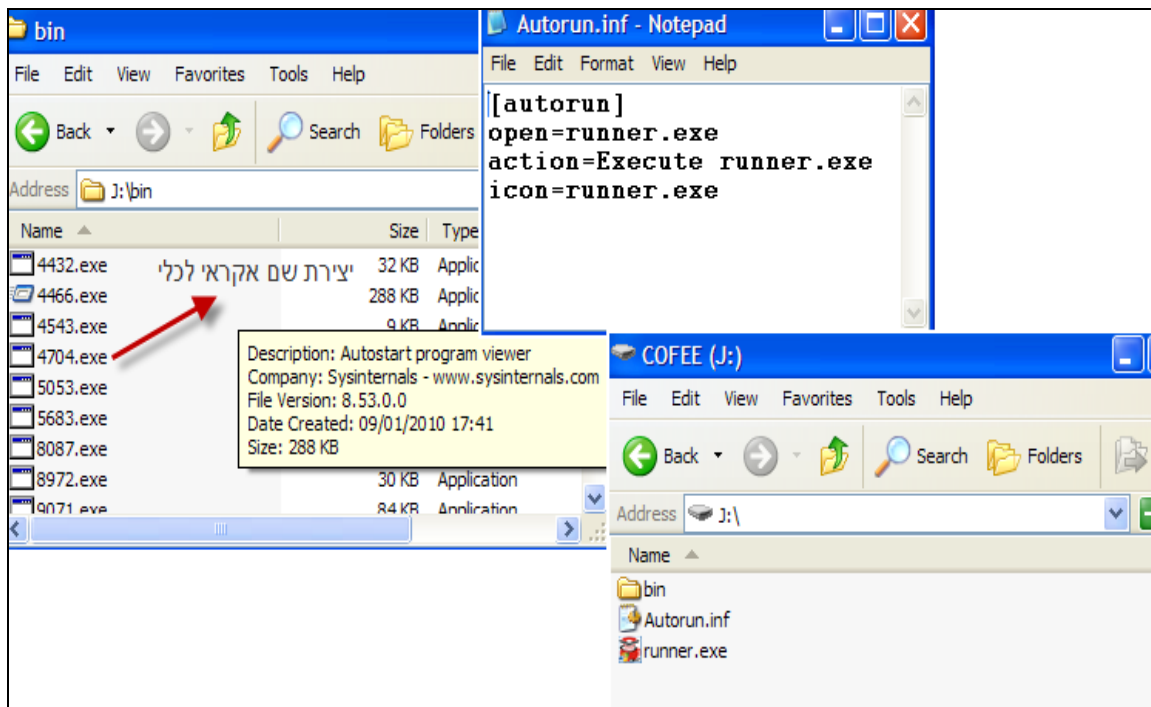 bin
File Edit View Favorites Tools Help
Back Search Folders
Address J:\bin
Name Size Type
4432.exe 32 KB Applic
4466.exe 288 KB Applic
4543.exe 9 KB Applic
4704.exe
5053.exe
5683.exe
8087.exe
8972.exe 30 KB Application
9071.exe 84 KB Application
יצירת שם אקראי לכלי
Description: Autostart program viewer
Company: Sysinternals - www.sysinternals.com
File Version: 8.53.0.0
Date Created: 09/01/2010 17:41
Size: 288 KB
Autorun.inf - Notepad
File Edit Format View Help
[autorun]
open=runner.exe
action=Execute runner.exe
icon=runner.exe
COFEE (J:)
File Edit View Favorites Tools Help
Back Search Folders
Address J:\
Name
bin
Autorun.inf
runner.exe